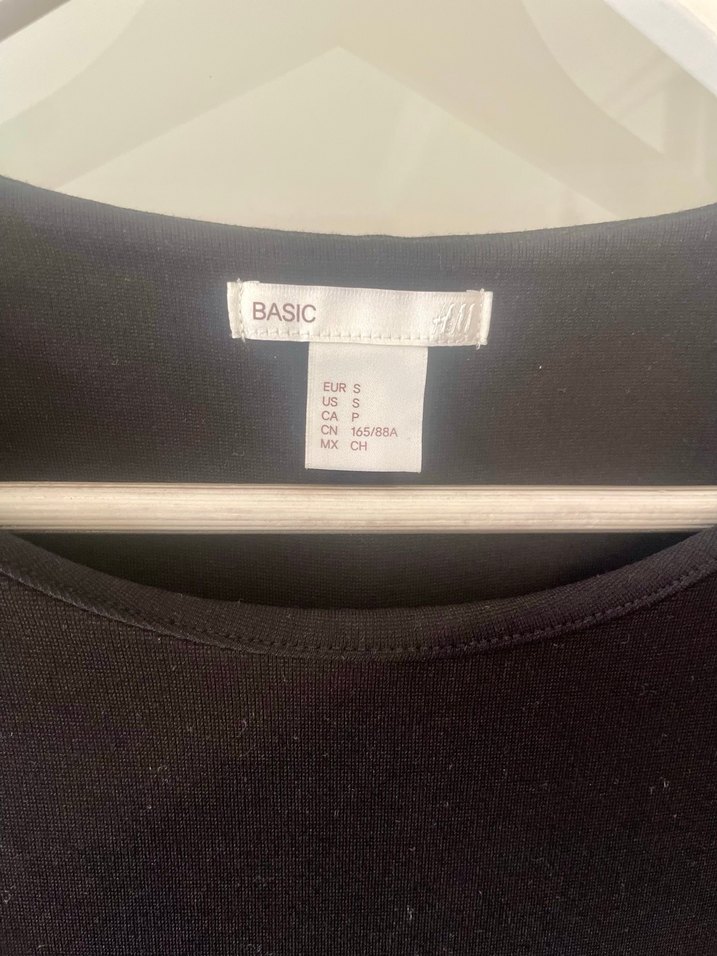 BASIC H&M
EUR S
US S
CA P
CN 165/88A
MX CH